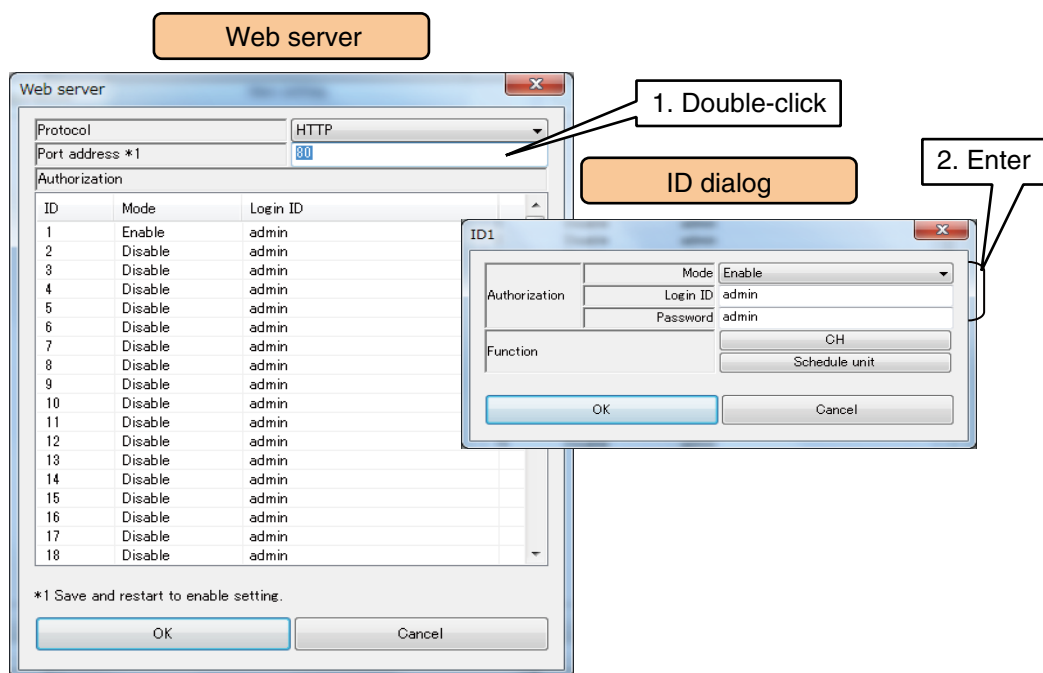 Web server
Web server
1. Double-click
Protocol HTTP
Port address *1 80
Authorization
ID Mode Login ID
1 Enable admin
2 Disable admin
3 Disable admin
4 Disable admin
5 Disable admin
6 Disable admin
7 Disable admin
8 Disable admin
9 Disable admin
10 Disable admin
11 Disable admin
12 Disable admin
13 Disable admin
14 Disable admin
15 Disable admin
16 Disable admin
17 Disable admin
18 Disable admin
*1 Save and restart to enable setting.
OK Cancel
ID dialog
2. Enter
ID1
Authorization
Mode Enable
Login ID admin
Password admin
Function
CH
Schedule unit
OK Cancel